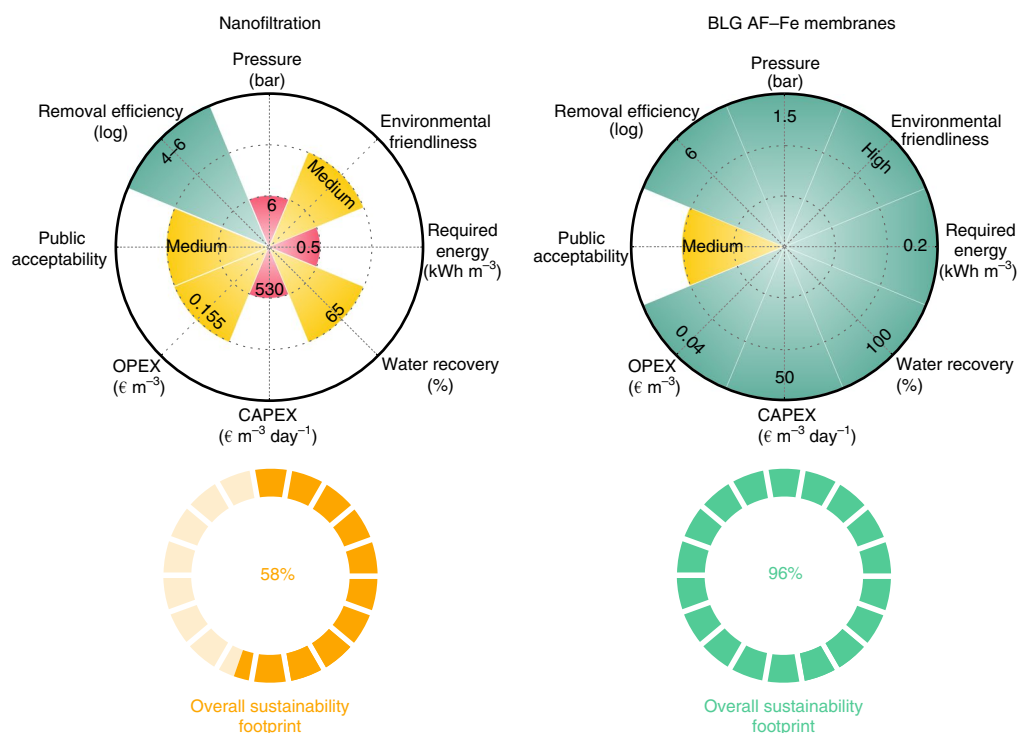 Nanofiltration
Pressure
(bar)
Removal efficiency
(log)
Environmental
friendliness
4–6
6
Medium
Public
acceptability
Medium
0.5
Required
energy
(kWh m⁻³)
0.155
530
65
OPEX
(€ m⁻³)
Water recovery
(%)
CAPEX
(€ m⁻³ day⁻¹)
58%
Overall sustainability
footprint
BLG AF–Fe membranes
Pressure
(bar)
Removal efficiency
(log)
Environmental
friendliness
6
1.5
High
Public
acceptability
Medium
0.2
Required
energy
(kWh m⁻³)
0.04
50
100
OPEX
(€ m⁻³)
Water recovery
(%)
CAPEX
(€ m⁻³ day⁻¹)
96%
Overall sustainability
footprint